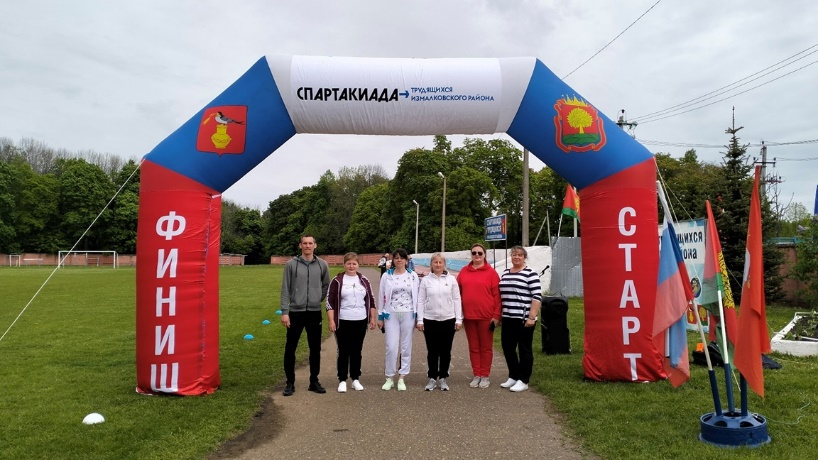 СПАРТАКИАДА→ТРУДЯЩИХСЯ
ИЗМАЛКОВСКОГО РАЙОНА
ФИНИШ
СТАРТ